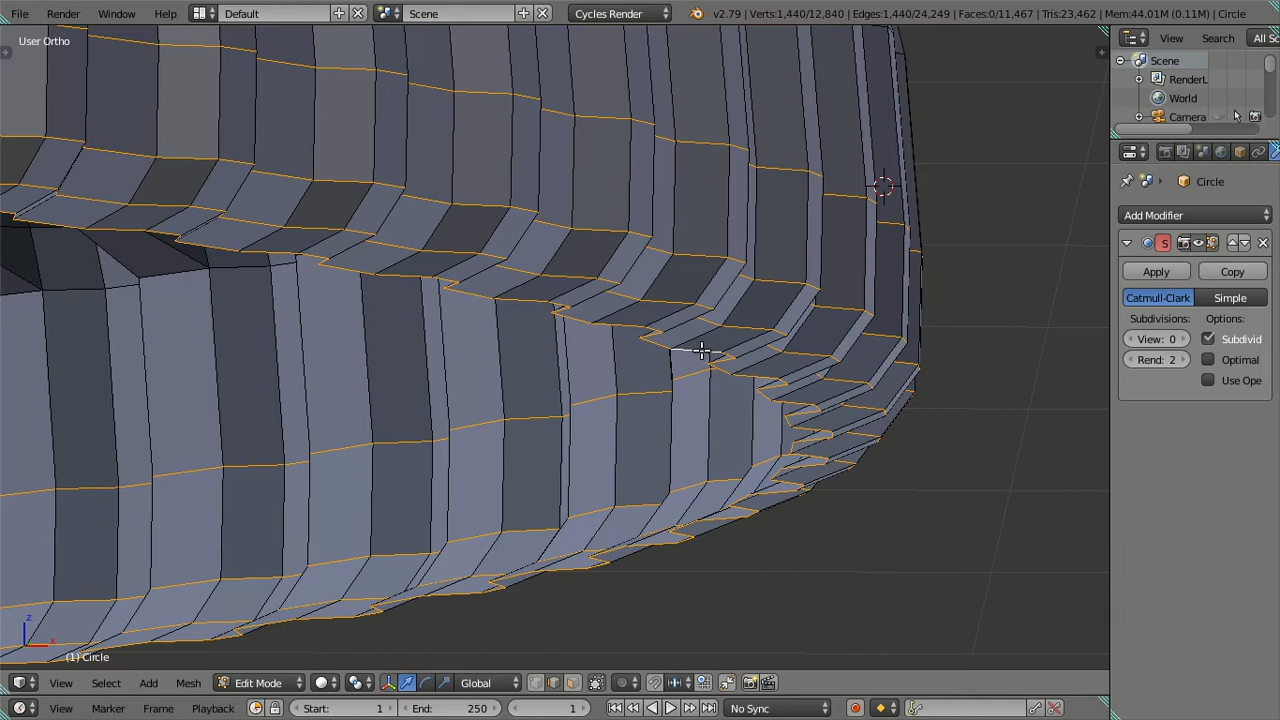 File Render Window Help Default Scene Cycles Render v2.79 | Verts:1,440/12,840 | Edges:1,440/24,249 | Faces:0/11,467 | Tris:23,462 | Mem:44.01M (0.11M) | Circle
User Ortho
View Search All Sc
Scene
RenderL
World
Camera
Circle
Add Modifier
S
Apply Copy
Catmull-Clark Simple
Subdivisions: Options:
View: 0 Subdivid
Rend: 2 Optimal
Use Ope
z
x
(1) Circle
View Select Add Mesh Edit Mode Global
View Marker Frame Playback Start: 1 End: 250 1 No Sync